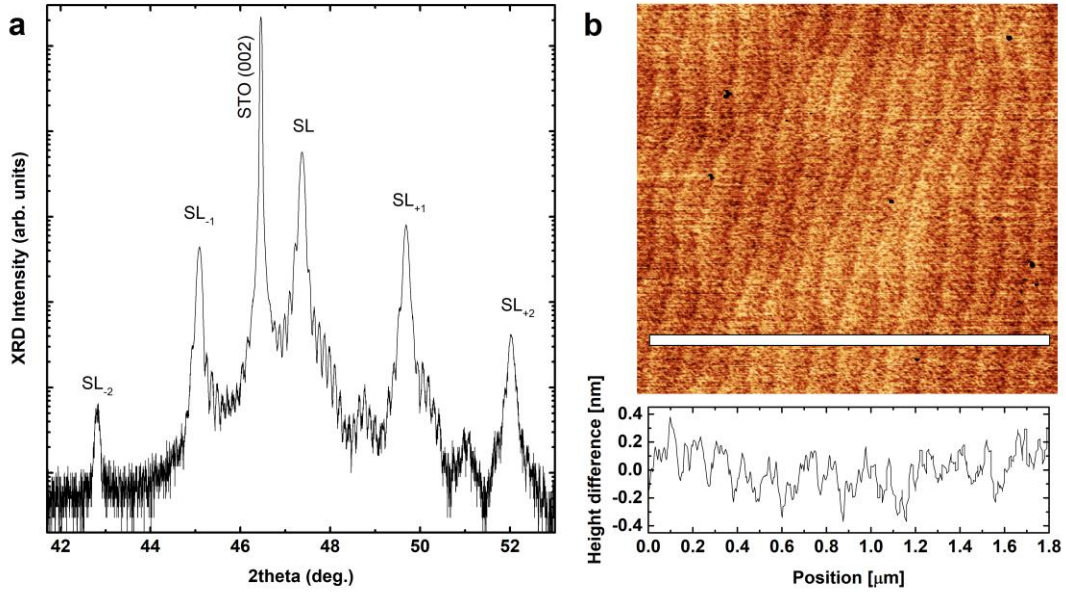 a
XRD Intensity (arb. units)
SL-2
SL-1
STO (002)
SL
SL+1
SL+2
42 44 46 48 50 52
2theta (deg.)
b
Height difference [nm]
0.4
0.2
0.0
-0.2
-0.4
0.0 0.2 0.4 0.6 0.8 1.0 1.2 1.4 1.6 1.8
Position [μm]